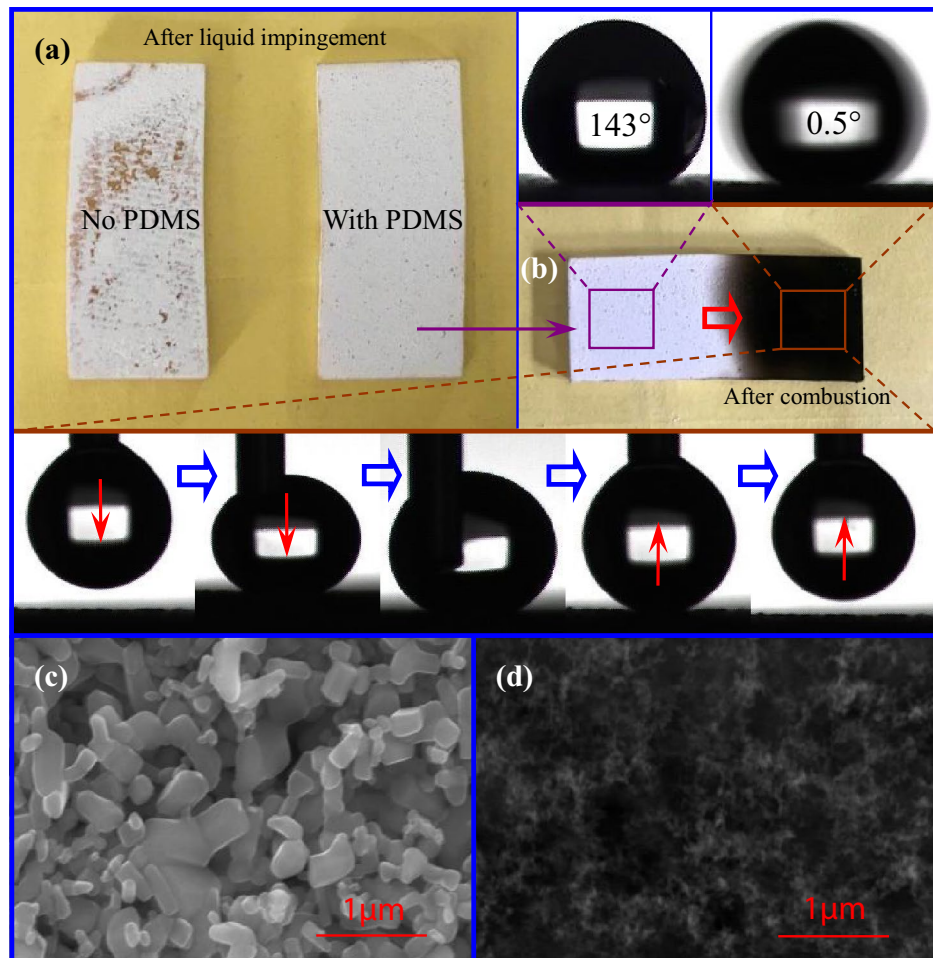 (a)
After liquid impingement
No PDMS
With PDMS
143°
0.5°
(b)
After combustion
(c)
1μm
(d)
1μm